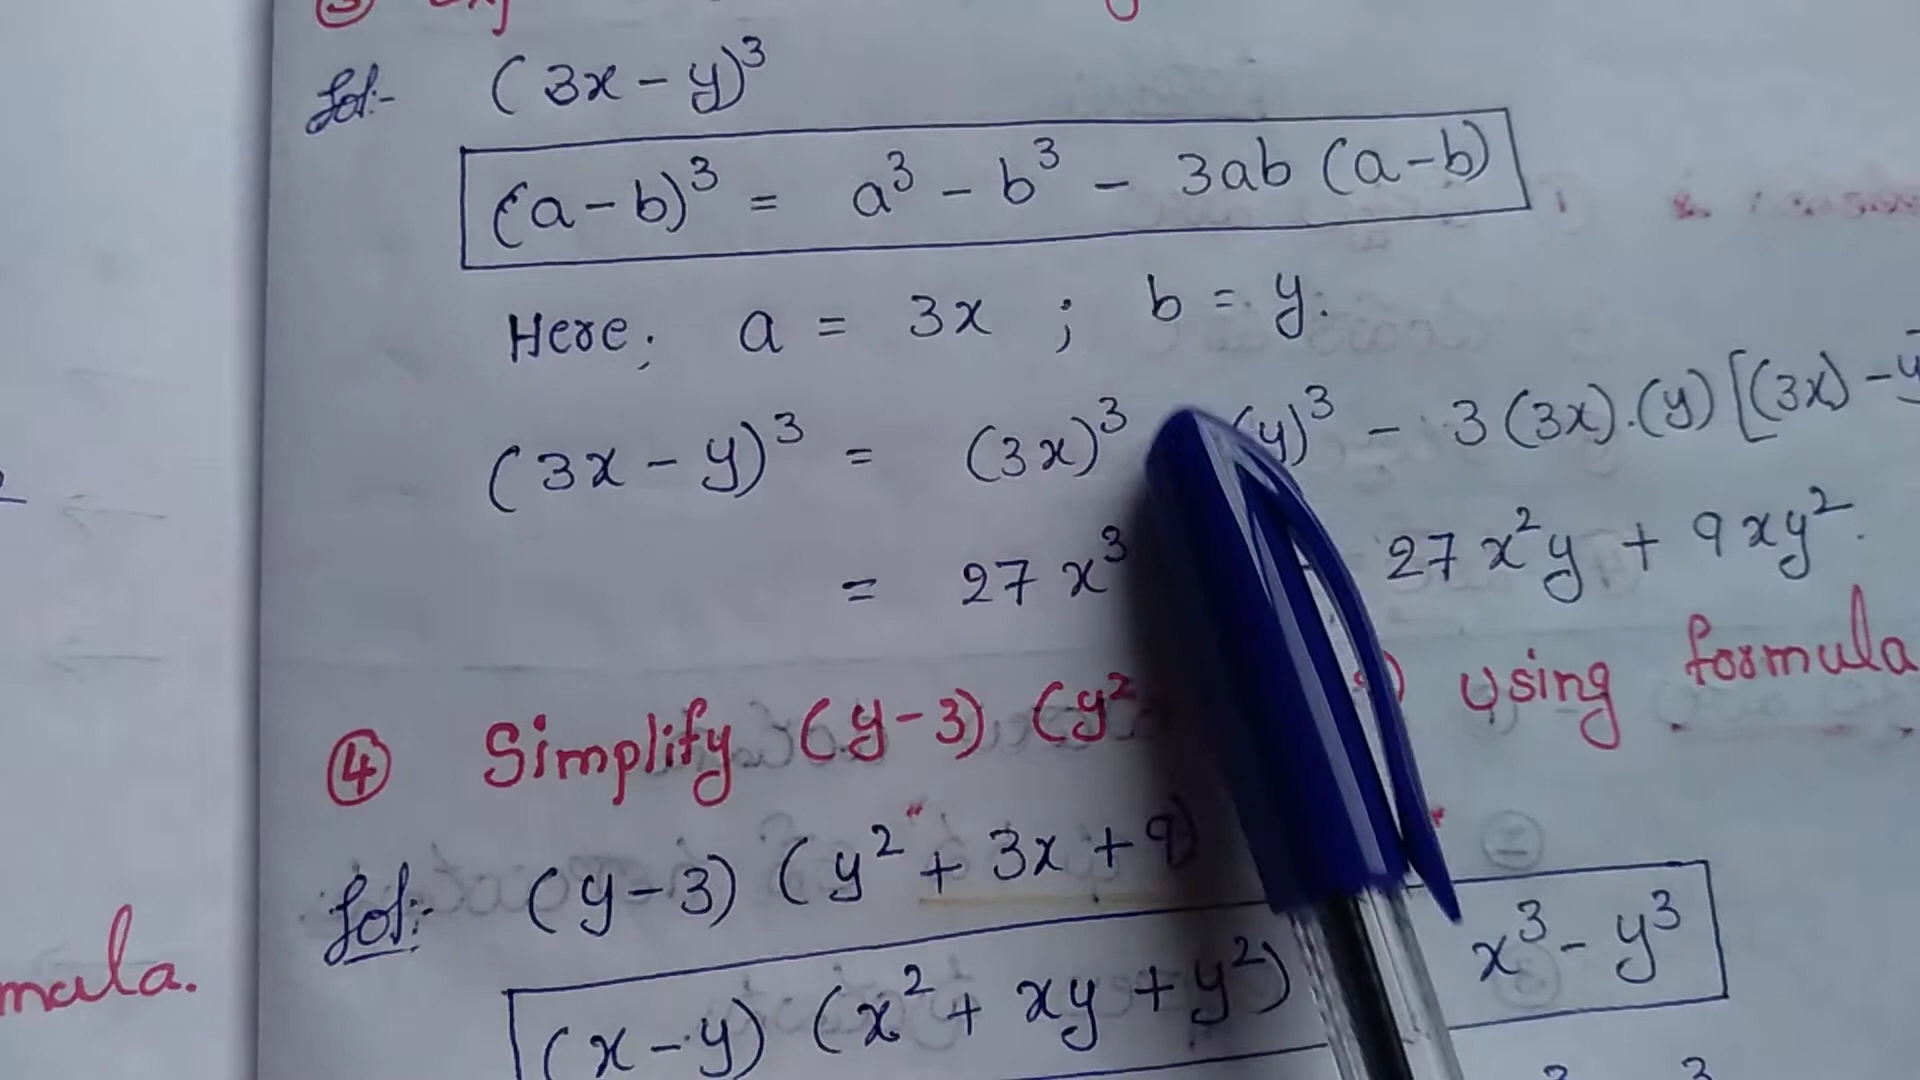 Sol:- (3x - y)³
(a - b)³ = a³ - b³ - 3ab (a - b)
Here; a = 3x ; b = y.
(3x - y)³ = (3x)³ (y)³ - 3 (3x).(y) [(3x) - y
= 27x³ 27x²y + 9xy².
④ Simplify (y-3) (y² ) using formula
Sol:- (y-3) (y² + 3x + 9)
(x - y) (x² + xy + y²) x³ - y³
mula.